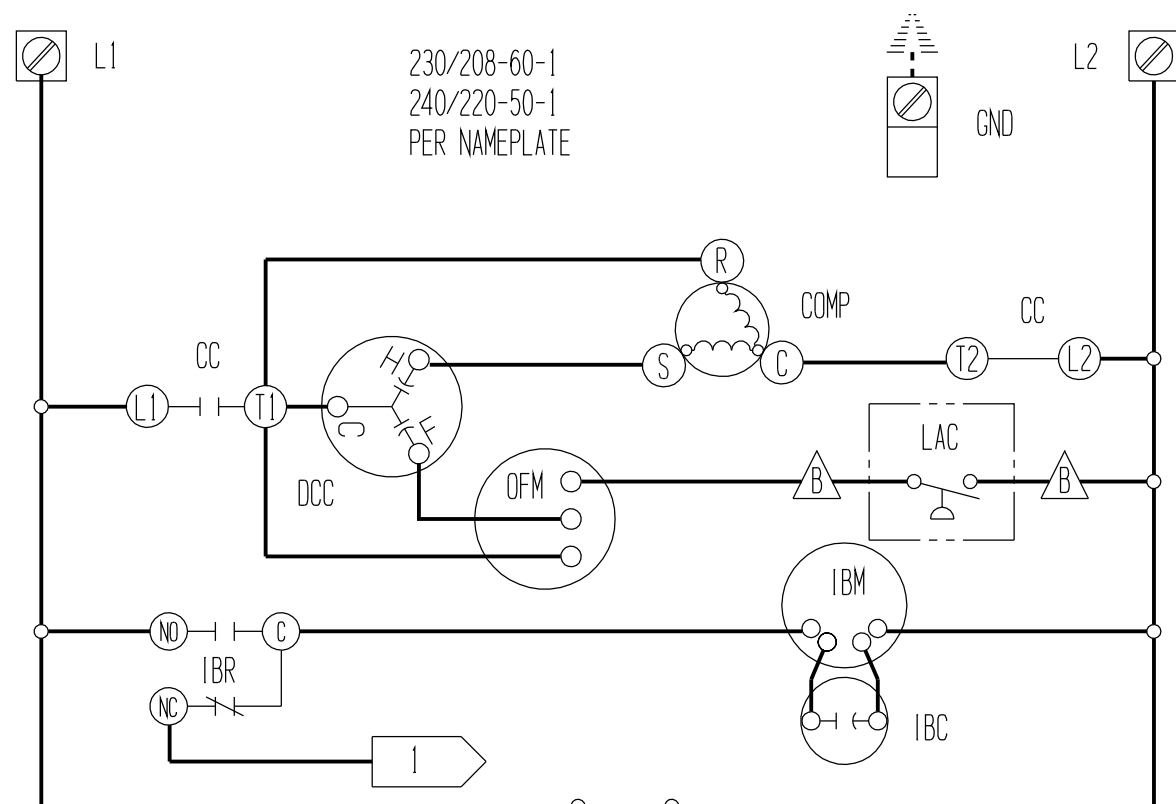 L1
230/208-60-1
240/220-50-1
PER NAMEPLATE
GND
L2
R
COMP
CC
CC
H
S
C
T2
L2
L1
T1
C
F
DCC
OFM
B
LAC
B
IBM
NO
C
IBR
NC
IBC
1